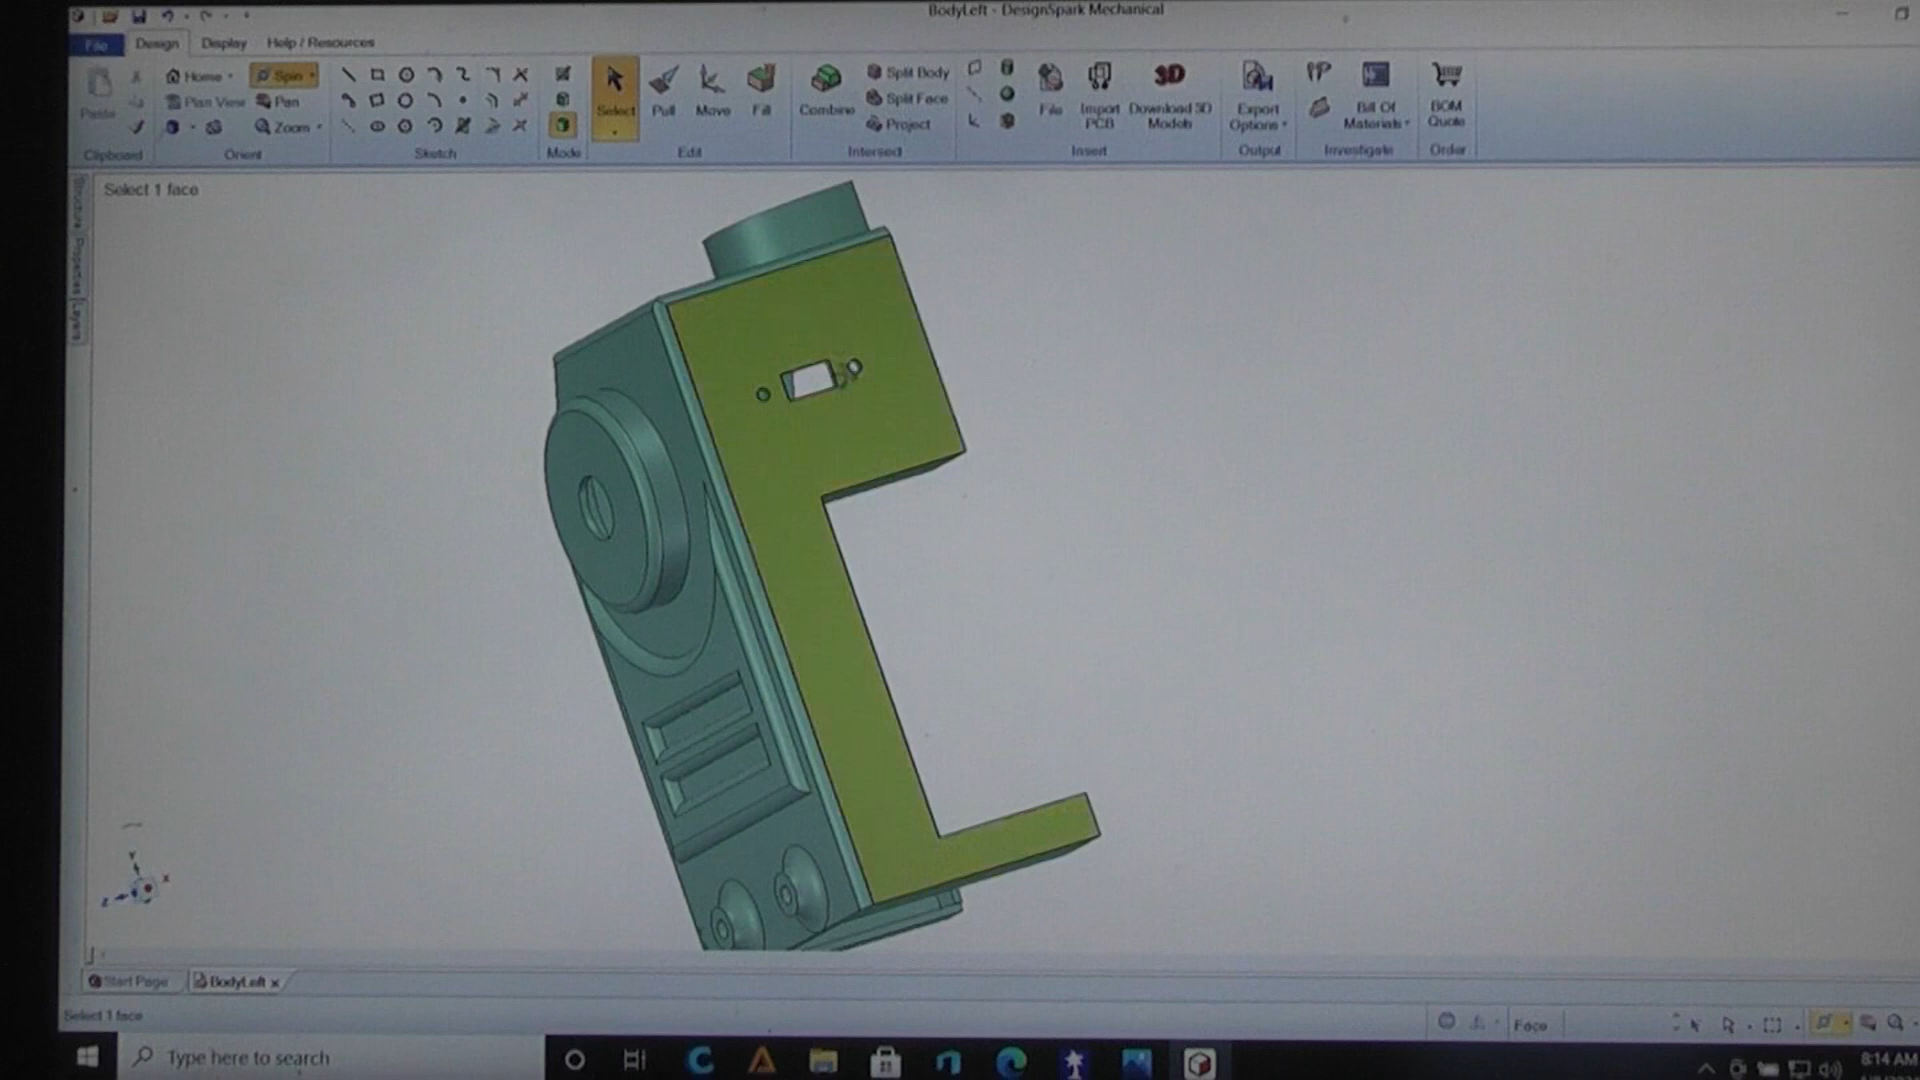 BodyLeft - DesignSpark Mechanical
File Design Display Help / Resources
Paste
Home
Spin
Plan View
Pan
Zoom
Select
Pull
Move
Fill
Combine
Split Body
Split Face
Project
File
Import PCB
Download 3D Models
Export Options
Bill Of Materials
BOM Quote
Clipboard Orient Sketch Mode Edit Intersect Insert Output Investigate Order
Structure Properties Layers
Select 1 face
Y
X
Z
Start Page BodyLeft x
Select 1 face
Face
Type here to search
8:14 AM